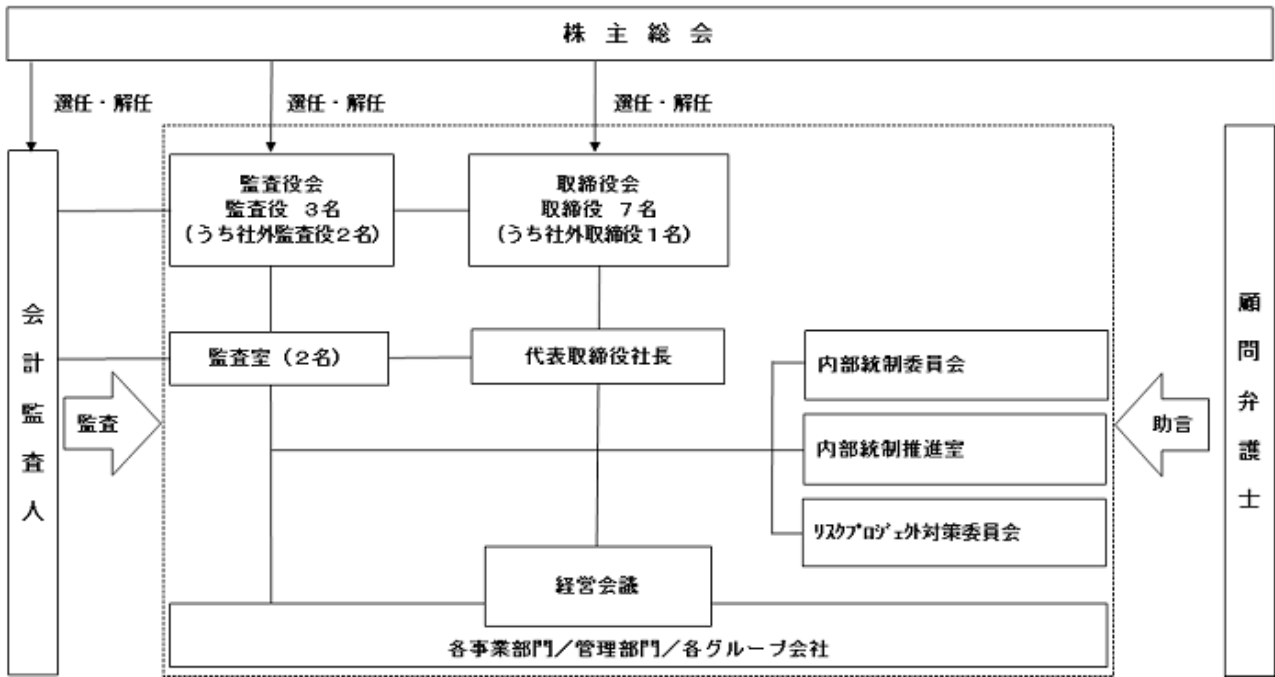 株主総会
選任・解任
選任・解任
選任・解任
監査役会
監査役 3名
(うち社外監査役2名)
取締役会
取締役 7名
(うち社外取締役1名)
会計監査人
監査室(2名)
代表取締役社長
内部統制委員会
顧問弁護士
監査
助言
内部統制推進室
リスクプロジェクト対策委員会
経営会議
各事業部門/管理部門/各グループ会社